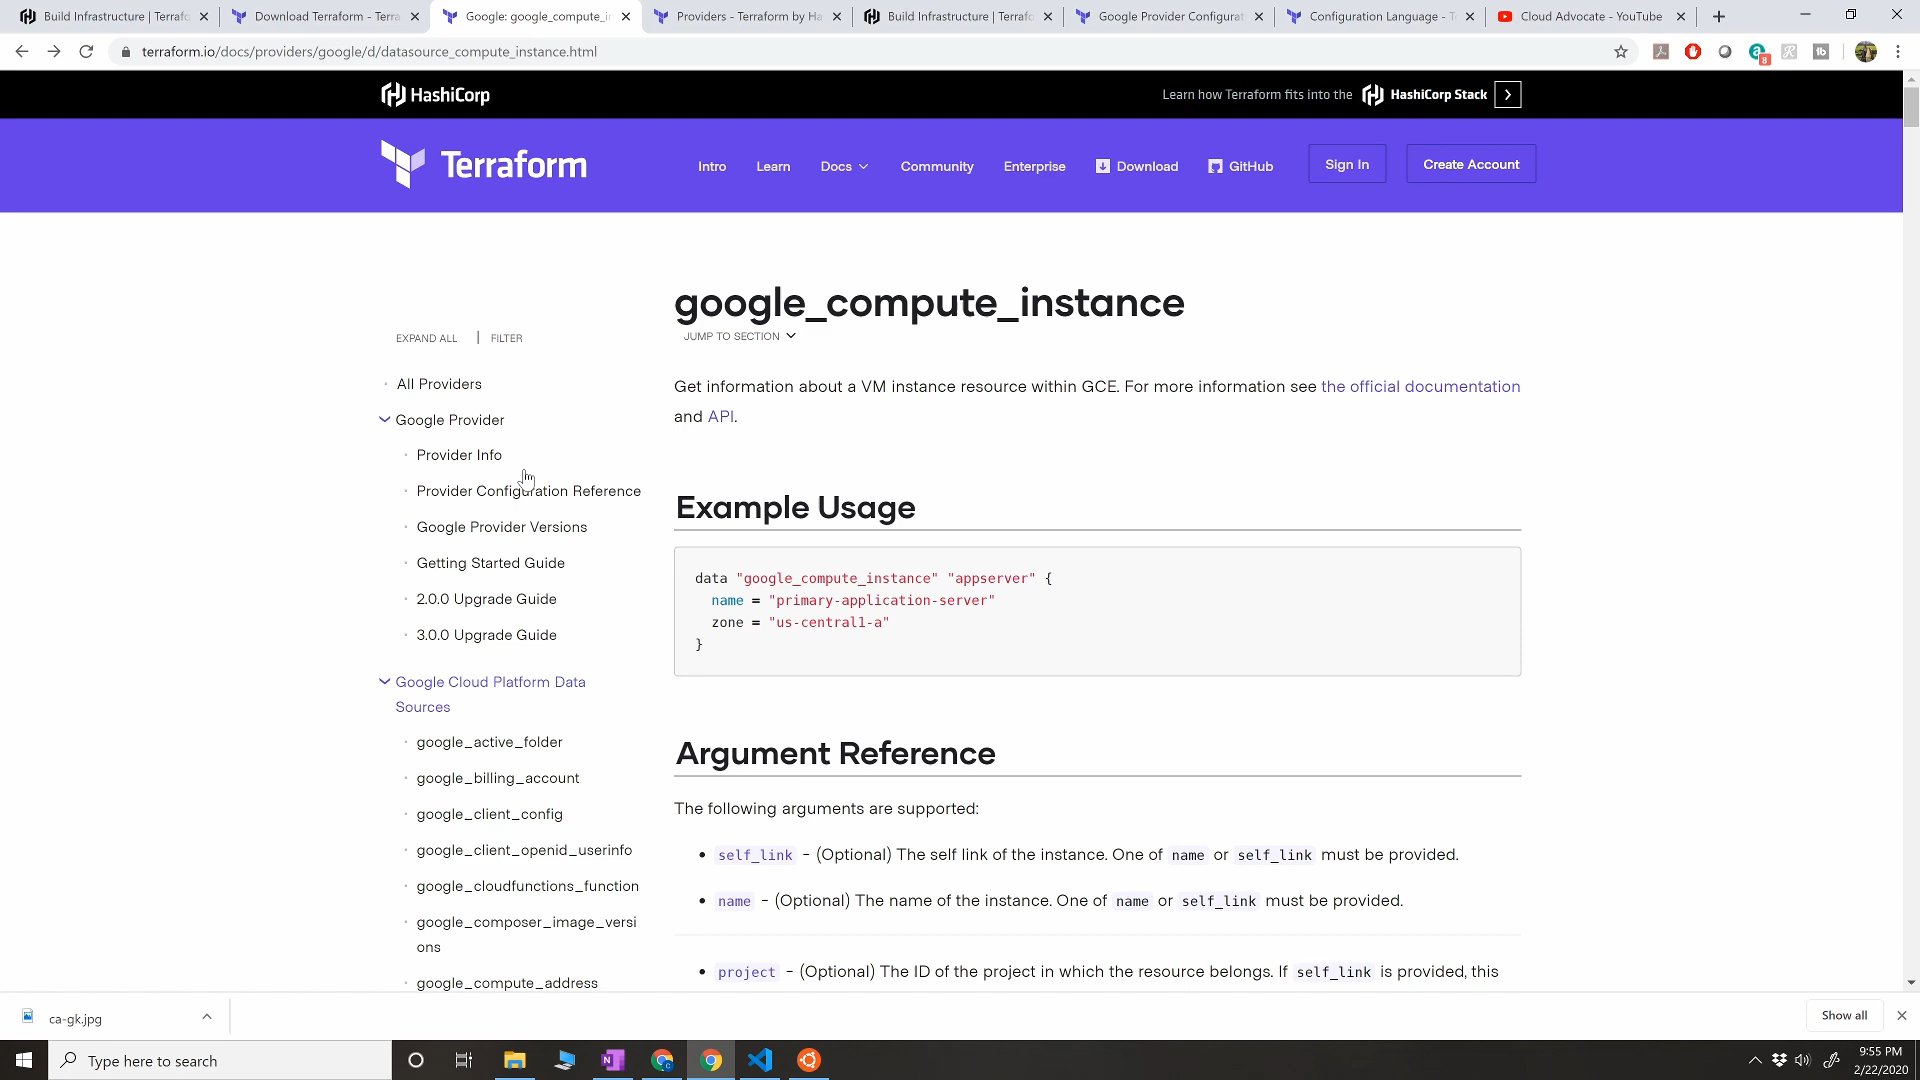 Build Infrastructure | Terrafo
Download Terraform - Terra
Google: google_compute_in
Providers - Terraform by Ha
Build Infrastructure | Terrafo
Google Provider Configurat
Configuration Language - T
Cloud Advocate - YouTube
terraform.io/docs/providers/google/d/datasource_compute_instance.html
8
HashiCorp
Learn how Terraform fits into the HashiCorp Stack
Terraform
Intro
Learn
Docs
Community
Enterprise
Download
GitHub
Sign In
Create Account
google_compute_instance
JUMP TO SECTION
EXPAND ALL | FILTER
Get information about a VM instance resource within GCE. For more information see the official documentation
and API.
All Providers
Google Provider
Provider Info
Provider Configuration Reference
Google Provider Versions
Getting Started Guide
2.0.0 Upgrade Guide
3.0.0 Upgrade Guide
Google Cloud Platform Data
Sources
google_active_folder
google_billing_account
google_client_config
google_client_openid_userinfo
google_cloudfunctions_function
google_composer_image_versi
ons
google_compute_address
Example Usage
data "google_compute_instance" "appserver" {
name = "primary-application-server"
zone = "us-central1-a"
}
Argument Reference
The following arguments are supported:
self_link - (Optional) The self link of the instance. One of name or self_link must be provided.
name - (Optional) The name of the instance. One of name or self_link must be provided.
project - (Optional) The ID of the project in which the resource belongs. If self_link is provided, this
ca-gk.jpg
Show all
Type here to search
9:55 PM
2/22/2020